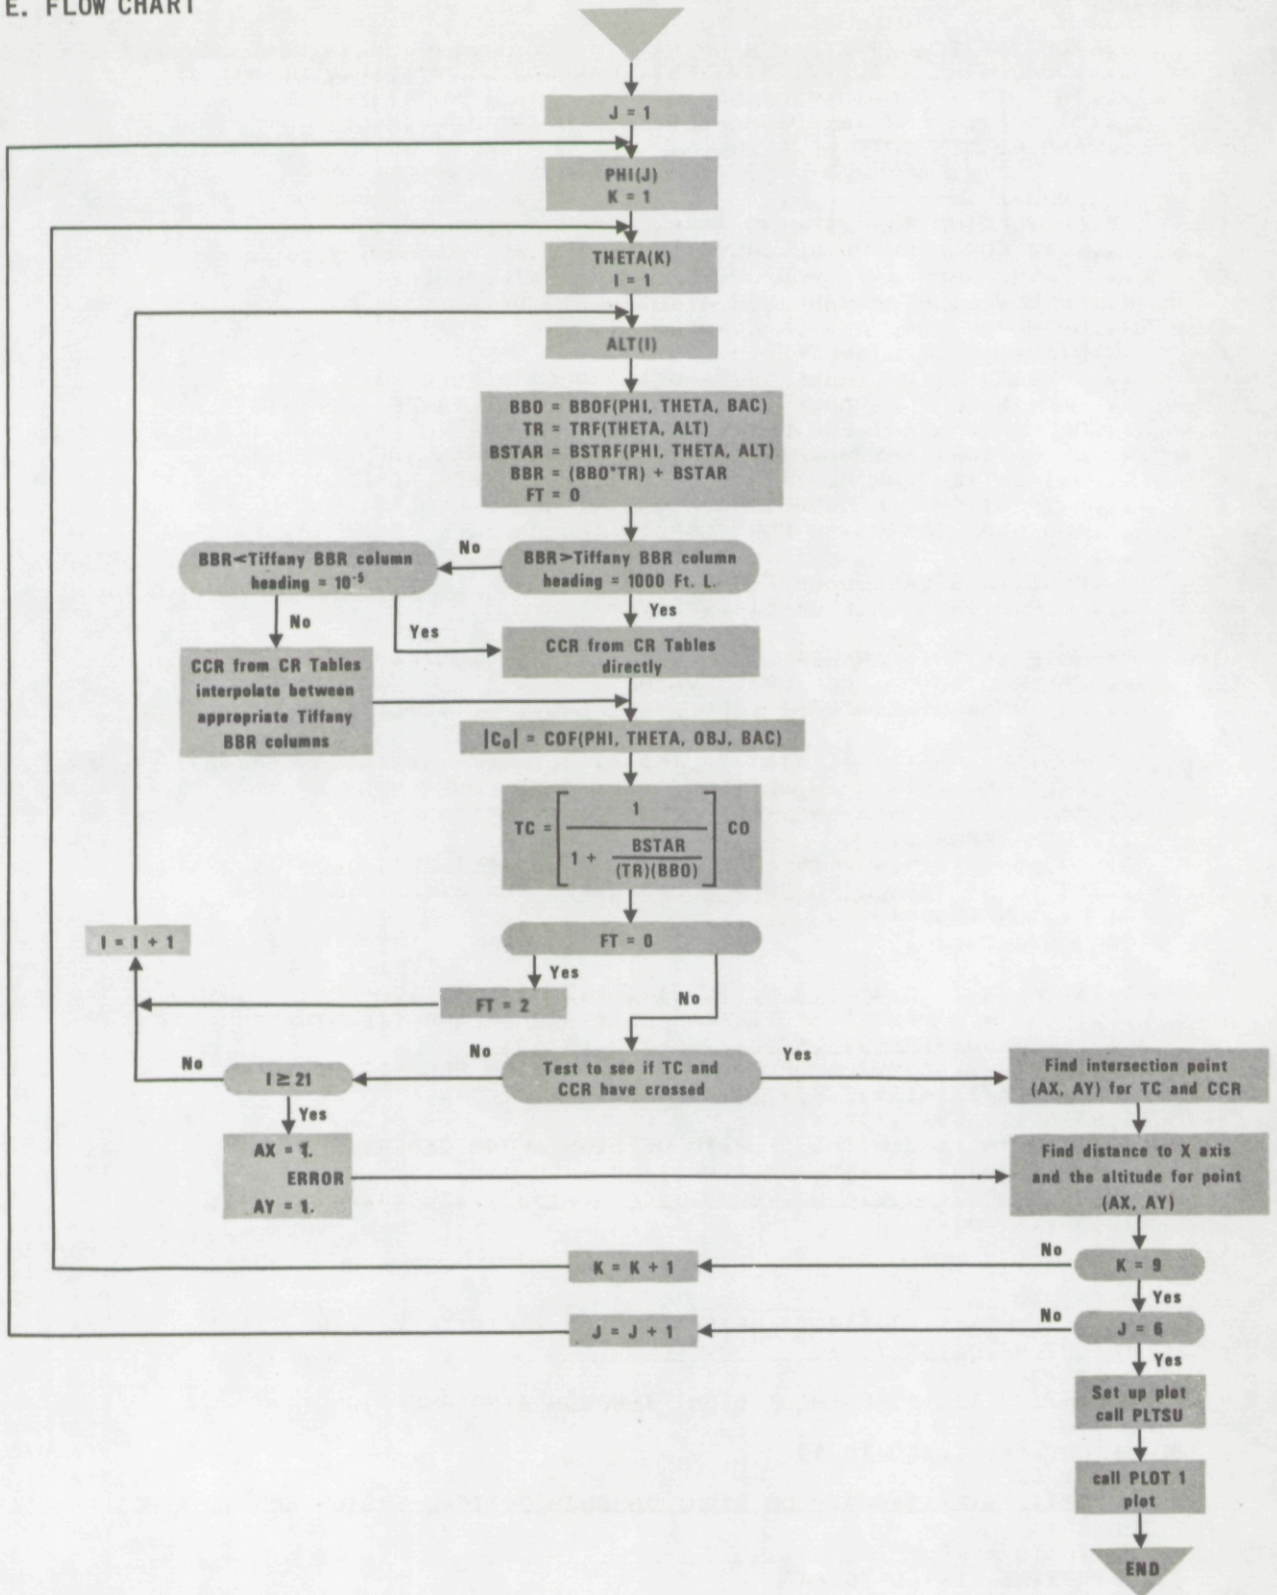 E. FLOW CHART
J = 1
PHI(J)
K = 1
THETA(K)
I = 1
ALT(I)
BBO = BBOF(PHI, THETA, BAC)
TR = TRF(THETA, ALT)
BSTAR = BSTRF(PHI, THETA, ALT)
BBR = (BBO*TR) + BSTAR
FT = 0
BBR>Tiffany BBR column
heading = 1000 Ft. L.
No
BBR<Tiffany BBR column
heading = 10⁻⁵
Yes
No
Yes
CCR from CR Tables
directly
CCR from CR Tables
interpolate between
appropriate Tiffany
BBR columns
|C₀| = COF(PHI, THETA, OBJ, BAC)
TC = [ 1 / (1 + BSTAR / (TR)(BBO)) ] CO
FT = 0
I = I + 1
Yes
No
FT = 2
Test to see if TC and
CCR have crossed
No
Yes
I ≥ 21
No
Yes
Find intersection point
(AX, AY) for TC and CCR
AX = 1.
ERROR
AY = 1.
Find distance to X axis
and the altitude for point
(AX, AY)
K = 9
No
K = K + 1
Yes
J = 6
No
J = J + 1
Yes
Set up plot
call PLTSU
call PLOT 1
plot
END